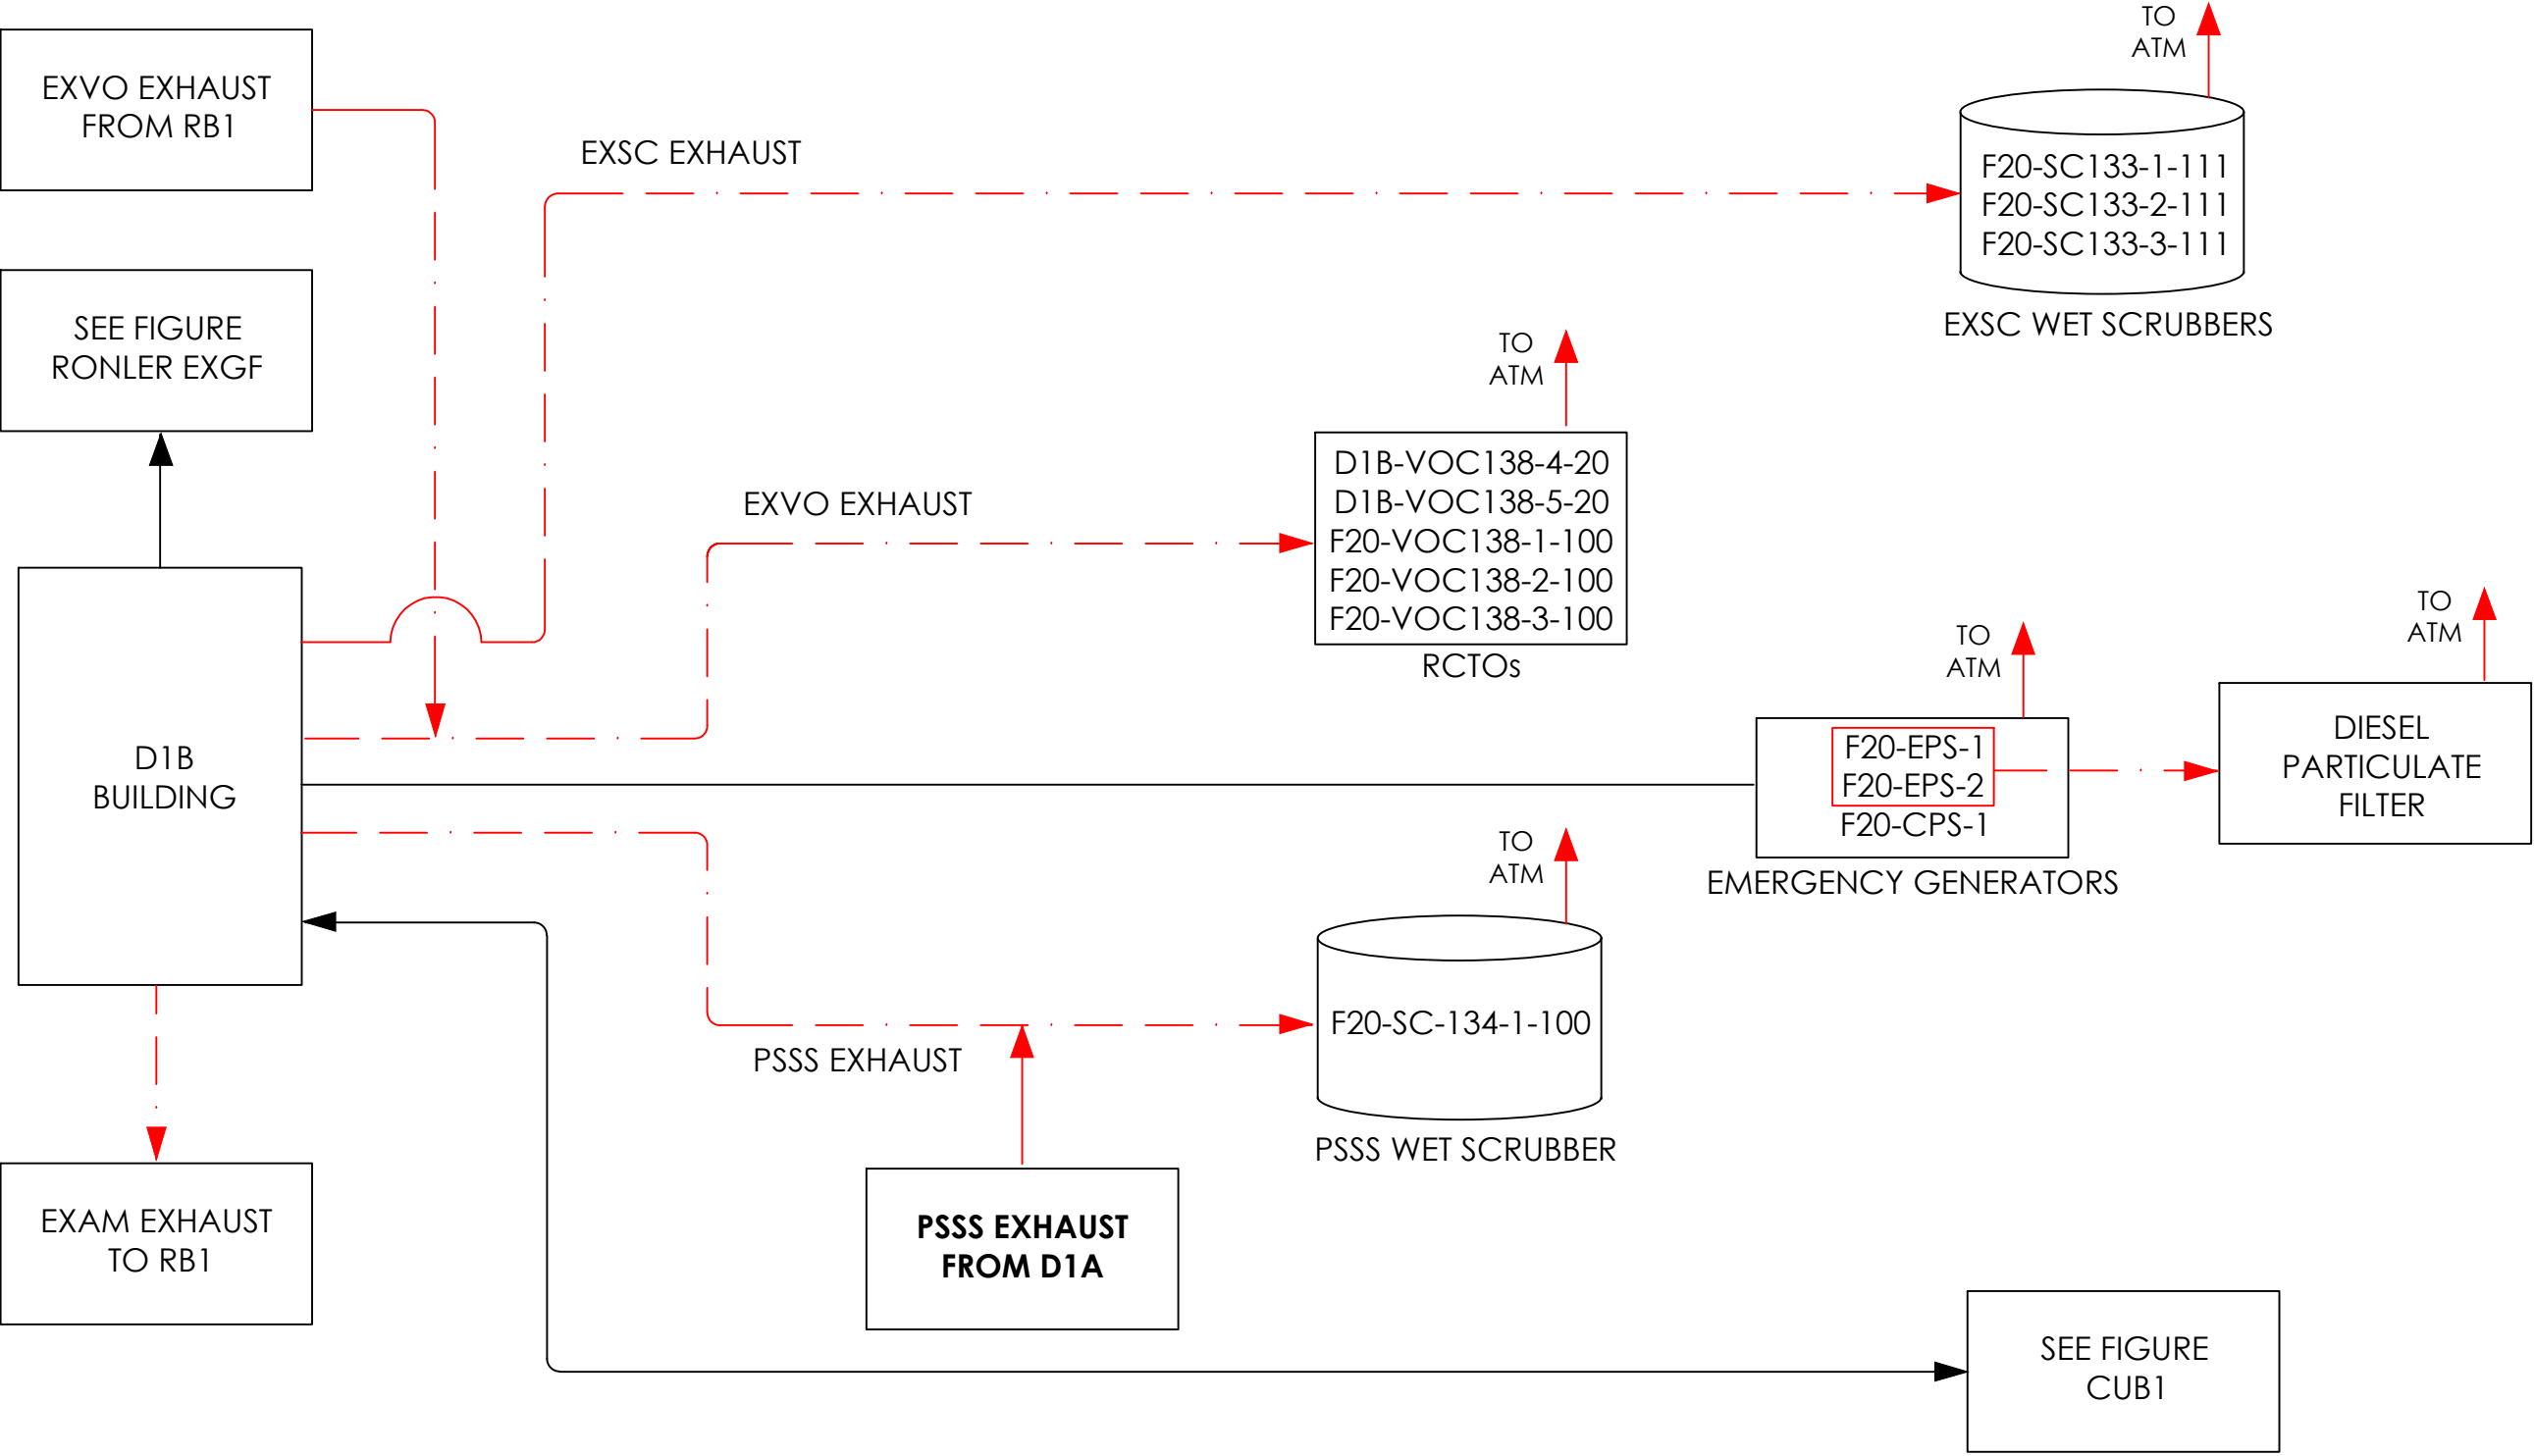 TO
ATM
EXVO EXHAUST
FROM RB1
EXSC EXHAUST
F20-SC133-1-111
F20-SC133-2-111
F20-SC133-3-111
EXSC WET SCRUBBERS
SEE FIGURE
RONLER EXGF
TO
ATM
EXVO EXHAUST
D1B-VOC138-4-20
D1B-VOC138-5-20
F20-VOC138-1-100
F20-VOC138-2-100
F20-VOC138-3-100
RCTOs
D1B
BUILDING
TO
ATM
F20-EPS-1
F20-EPS-2
F20-CPS-1
EMERGENCY GENERATORS
TO
ATM
DIESEL
PARTICULATE
FILTER
TO
ATM
F20-SC-134-1-100
PSSS WET SCRUBBER
PSSS EXHAUST
PSSS EXHAUST
FROM D1A
EXAM EXHAUST
TO RB1
SEE FIGURE
CUB1